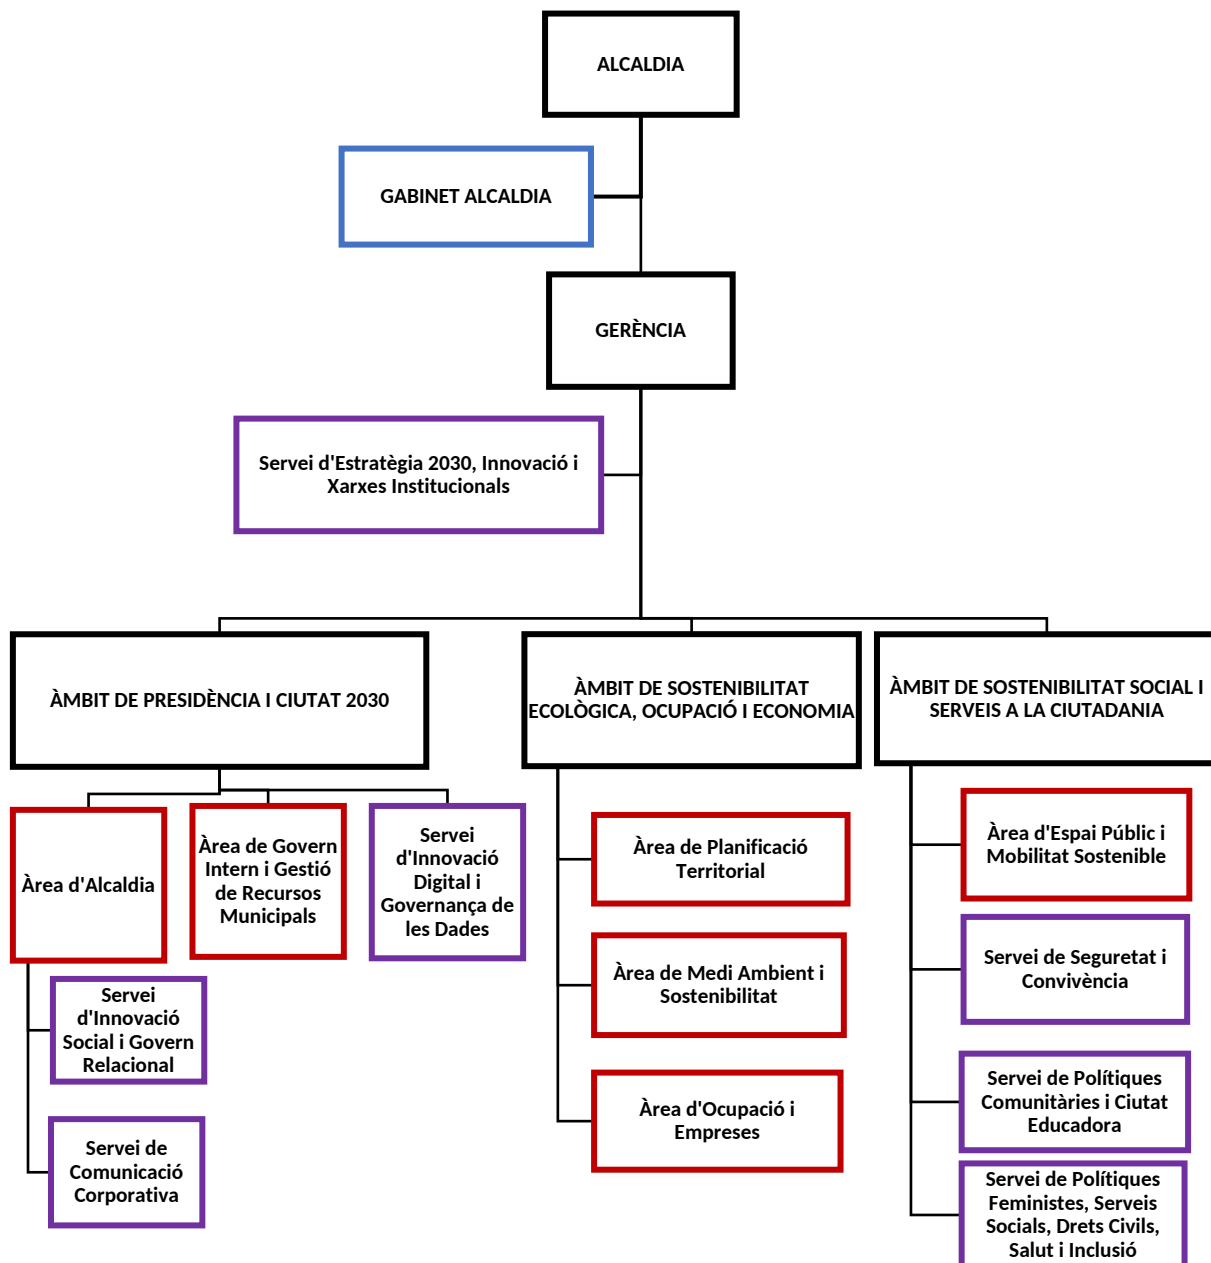 ALCALDIA
GABINET ALCALDIA
GERÈNCIA
Servei d'Estratègia 2030, Innovació i
Xarxes Institucionals
ÀMBIT DE PRESIDÈNCIA I CIUTAT 2030
ÀMBIT DE SOSTENIBILITAT
ECOLÒGICA, OCUPACIÓ I ECONOMIA
ÀMBIT DE SOSTENIBILITAT SOCIAL I
SERVEIS A LA CIUTADANIA
Àrea d'Alcaldia
Àrea de Govern
Intern i Gestió
de Recursos
Municipals
Servei
d'Innovació
Digital i
Governança de
les Dades
Servei
d'Innovació
Social i Govern
Relacional
Servei de
Comunicació
Corporativa
Àrea de Planificació
Territorial
Àrea de Medi Ambient i
Sostenibilitat
Àrea d'Ocupació i
Empreses
Àrea d'Espai Públic i
Mobilitat Sostenible
Servei de Seguretat i
Convivència
Servei de Polítiques
Comunitàries i Ciutat
Educadora
Servei de Polítiques
Feministes, Serveis
Socials, Drets Civils,
Salut i Inclusió